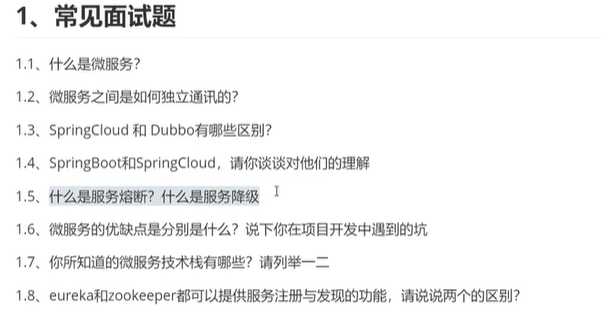 1、常见面试题
1.1、什么是微服务？
1.2、微服务之间是如何独立通讯的？
1.3、SpringCloud 和 Dubbo有哪些区别？
1.4、SpringBoot和SpringCloud，请你谈谈对他们的理解
1.5、什么是服务熔断？什么是服务降级
1.6、微服务的优缺点是分别是什么？说下你在项目开发中遇到的坑
1.7、你所知道的微服务技术栈有哪些？请列举一二
1.8、eureka和zookeeper都可以提供服务注册与发现的功能，请说说两个的区别？